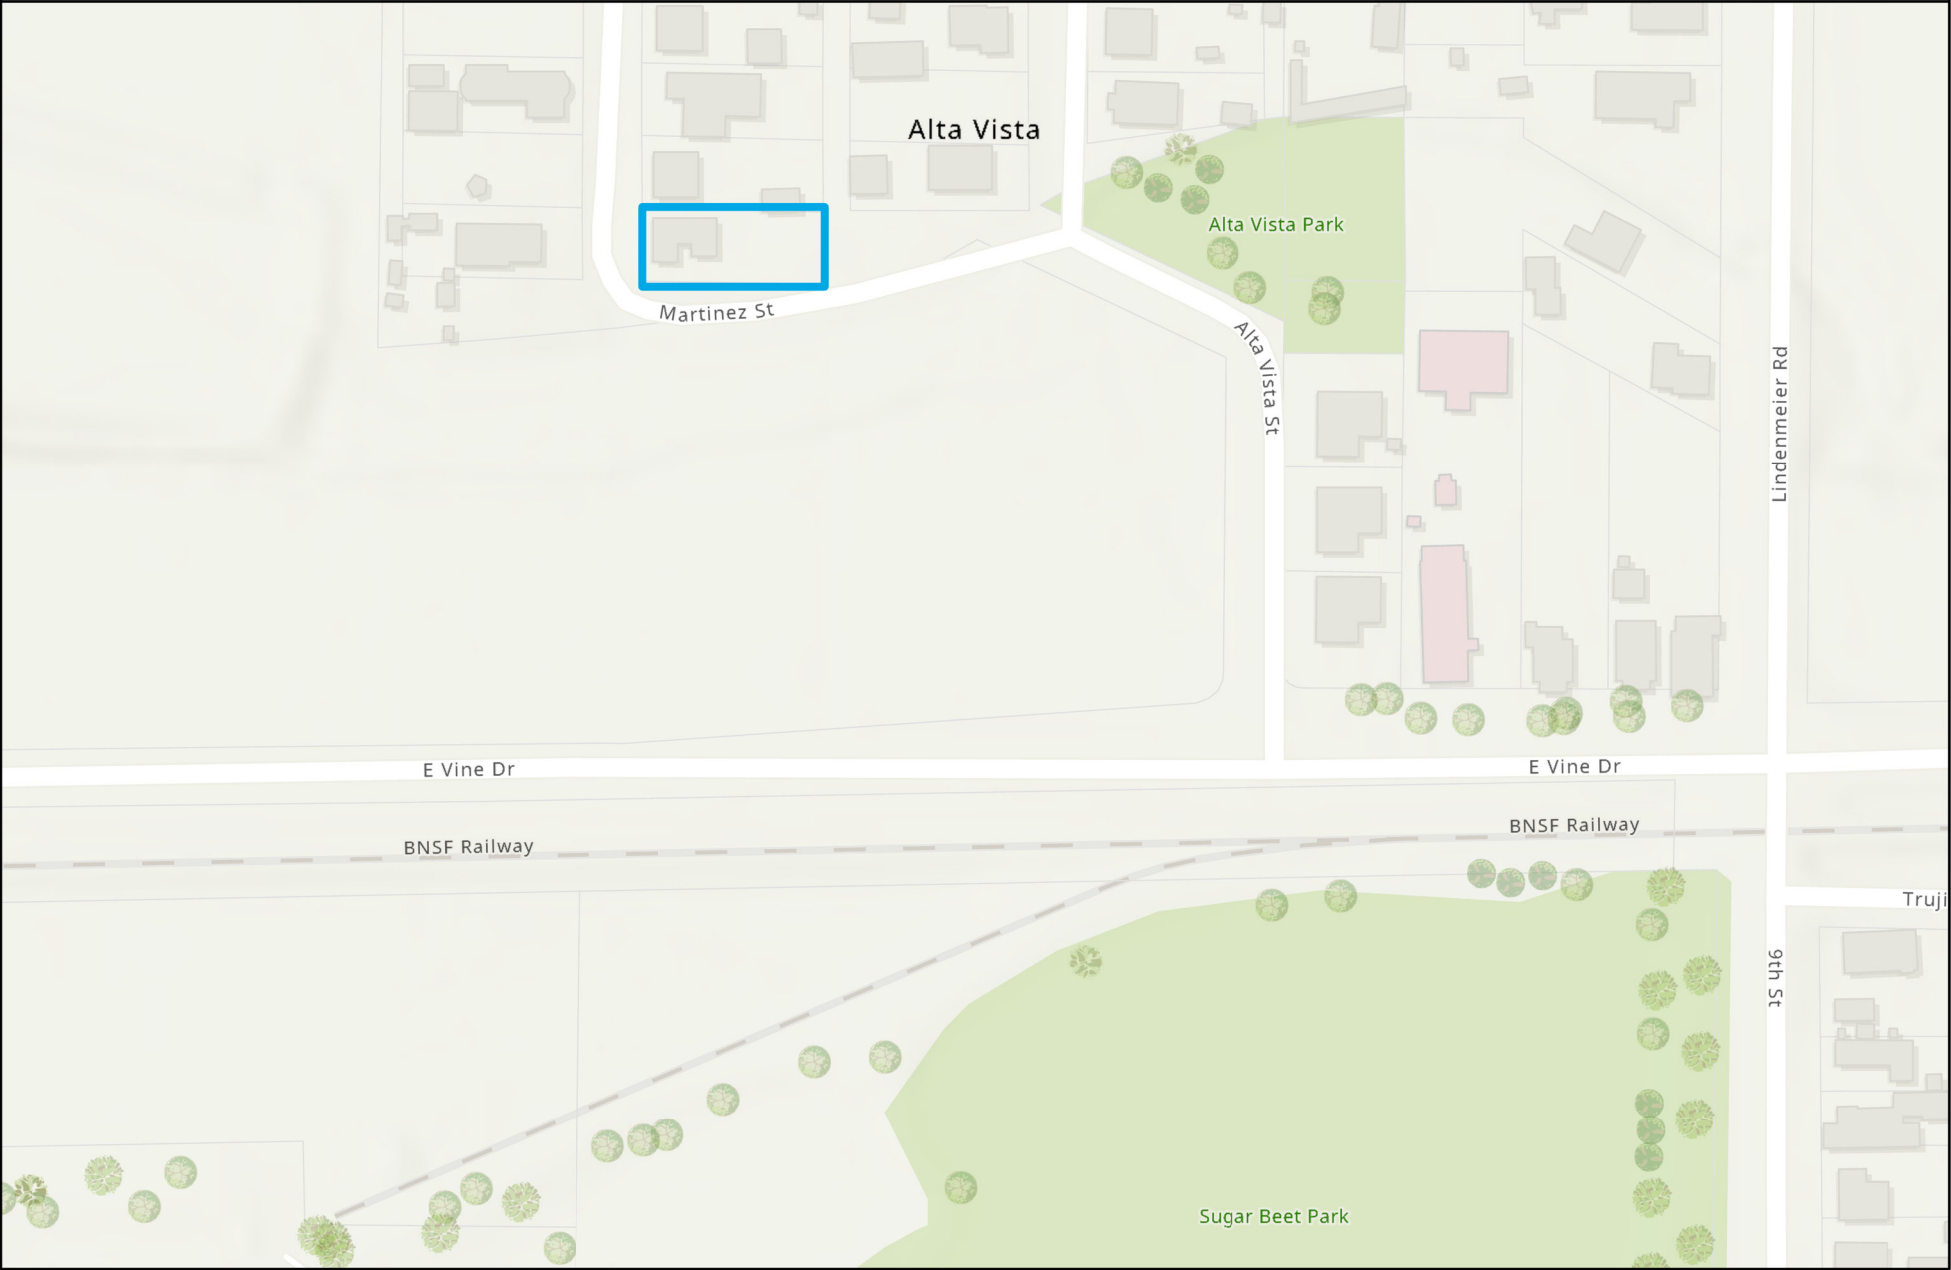 Alta Vista
Alta Vista Park
Martinez St
Alta Vista St
Lindenmeier Rd
E Vine Dr
E Vine Dr
BNSF Railway
BNSF Railway
Truji
9th St
Sugar Beet Park